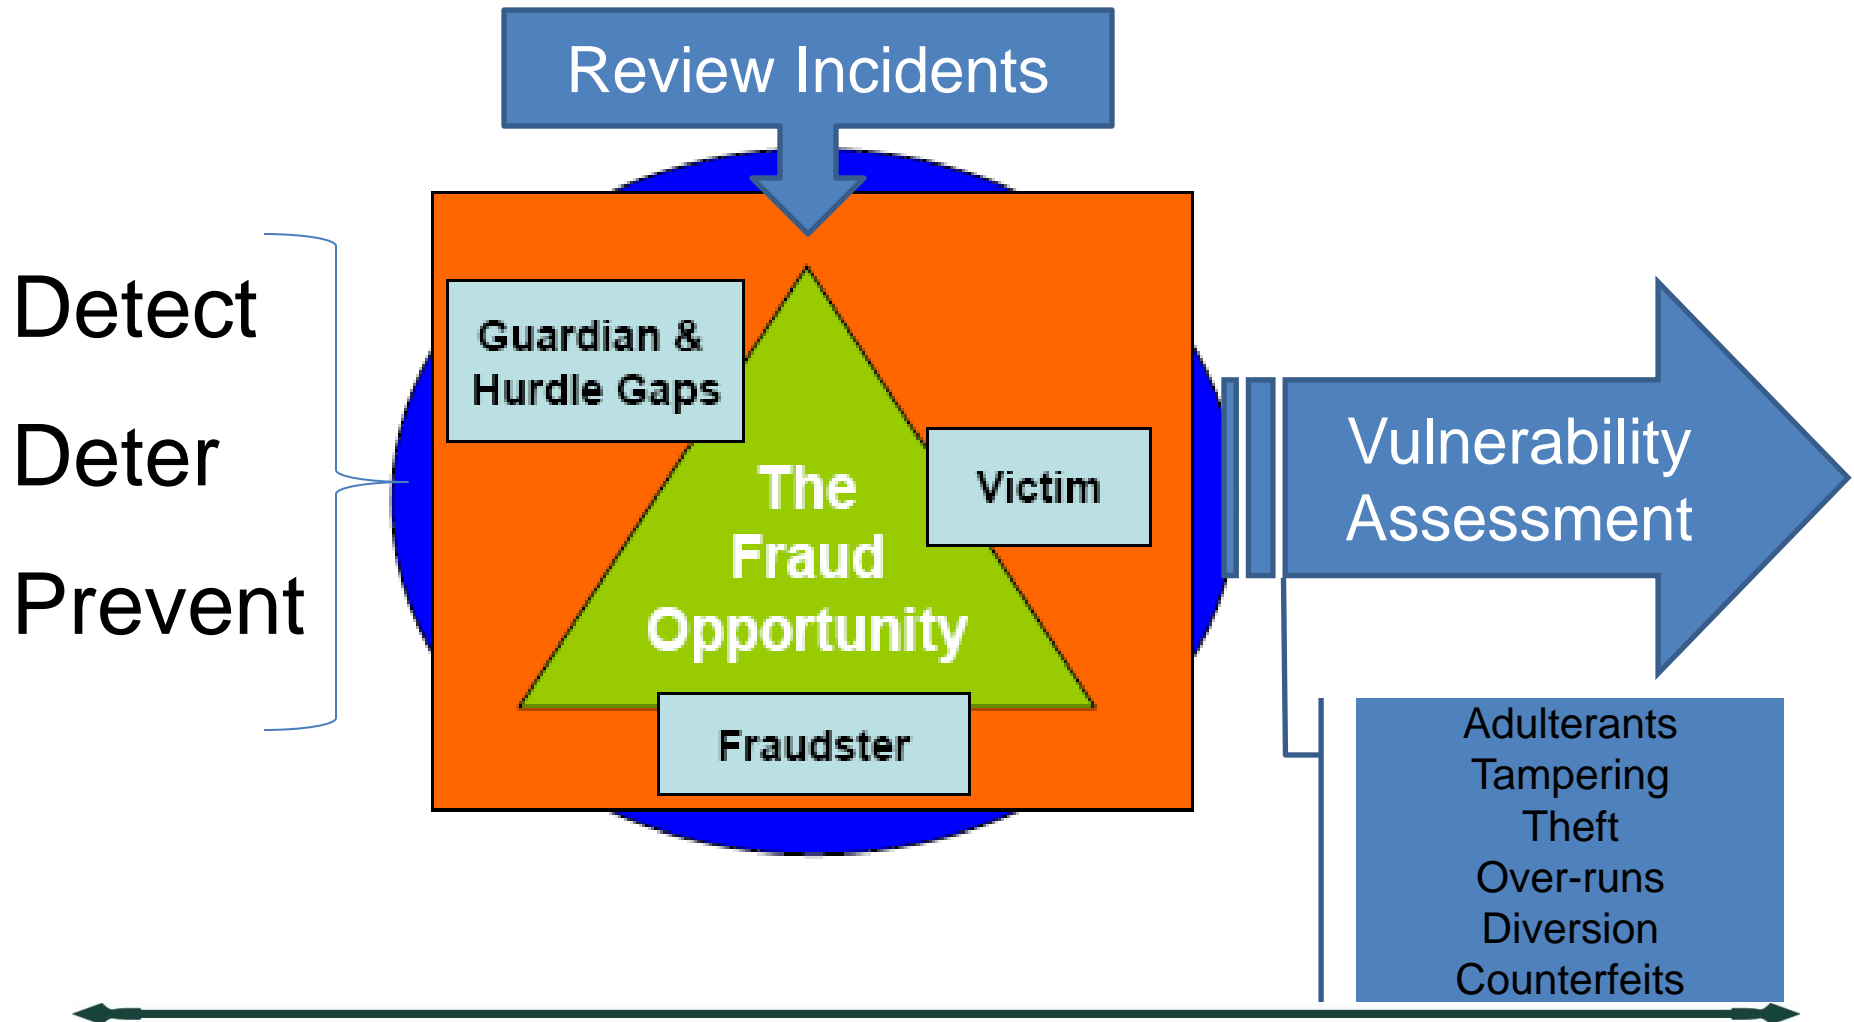 Review Incidents
Detect
Deter
Prevent
Guardian &
Hurdle Gaps
Victim
The
Fraud
Opportunity
Fraudster
Vulnerability
Assessment
Adulterants
Tampering
Theft
Over-runs
Diversion
Counterfeits